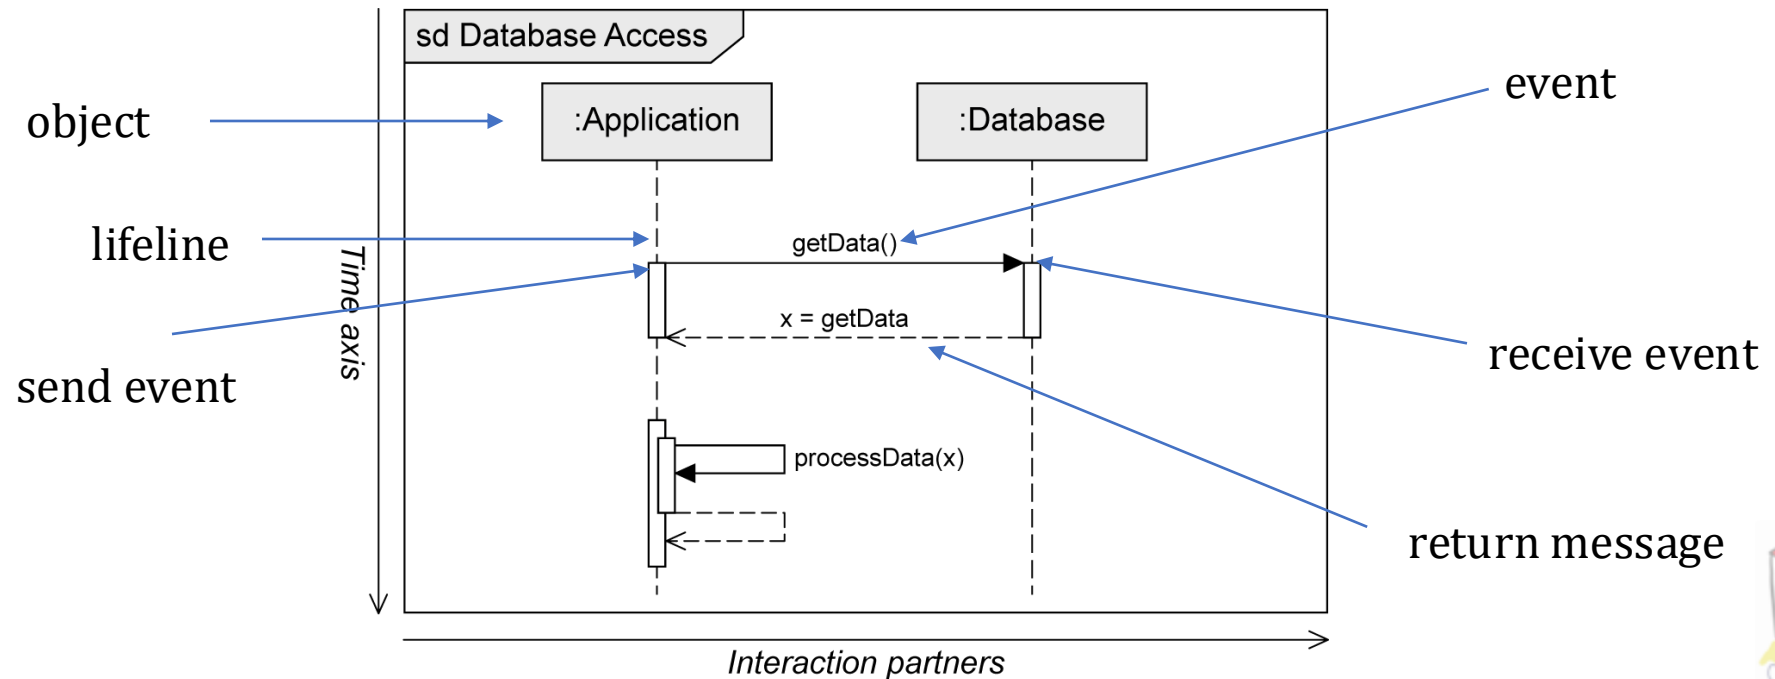 sd Database Access
object
:Application
:Database
event
lifeline
getData()
Time axis
x = getData
send event
receive event
processData(x)
return message
Interaction partners